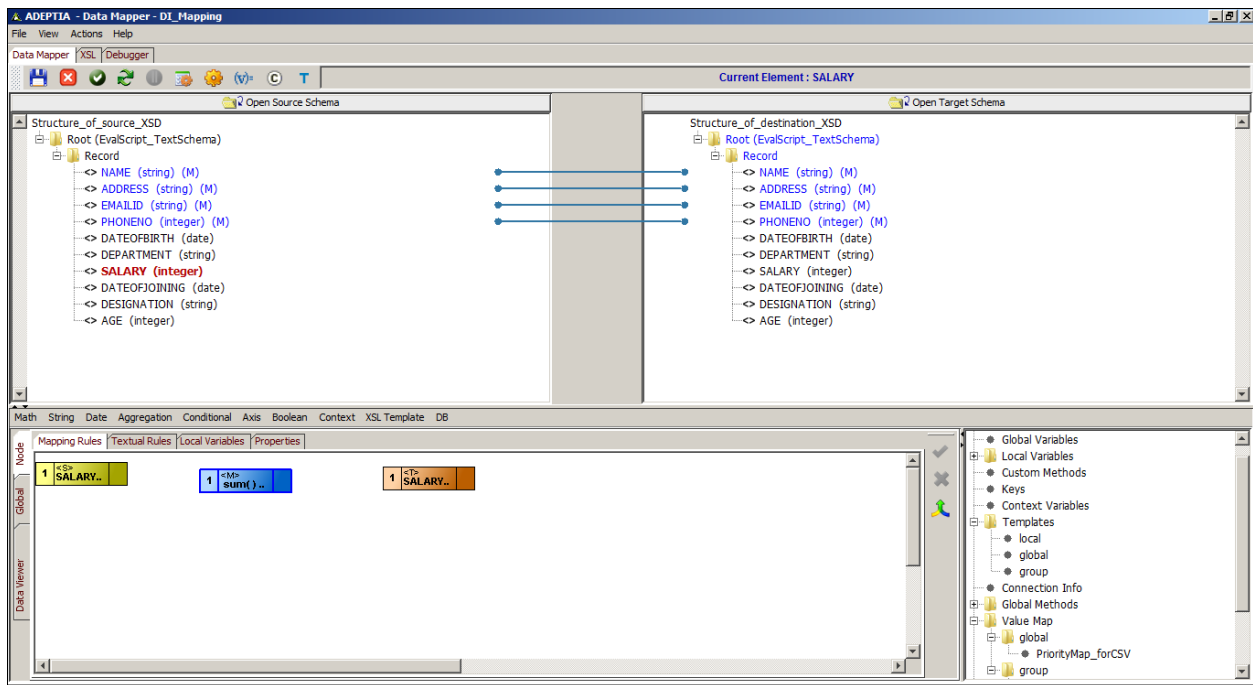 ADEPTIA - Data Mapper - DI_Mapping
File View Actions Help
Data Mapper XSL Debugger
(v)= C T Current Element : SALARY
Open Source Schema Open Target Schema
Structure_of_source_XSD
Root (EvalScript_TextSchema)
Record
<> NAME (string) (M)
<> ADDRESS (string) (M)
<> EMAILID (string) (M)
<> PHONENO (integer) (M)
<> DATEOFBIRTH (date)
<> DEPARTMENT (string)
<> SALARY (integer)
<> DATEOFJOINING (date)
<> DESIGNATION (string)
<> AGE (integer)
Structure_of_destination_XSD
Root (EvalScript_TextSchema)
Record
<> NAME (string) (M)
<> ADDRESS (string) (M)
<> EMAILID (string) (M)
<> PHONENO (integer) (M)
<> DATEOFBIRTH (date)
<> DEPARTMENT (string)
<> SALARY (integer)
<> DATEOFJOINING (date)
<> DESIGNATION (string)
<> AGE (integer)
Math String Date Aggregation Conditional Axis Boolean Context XSL Template DB
Node
Global
Data Viewer
Mapping Rules Textual Rules Local Variables Properties
1 <S> SALARY..
1 <M> sum() ..
1 <T> SALARY..
Global Variables
Local Variables
Custom Methods
Keys
Context Variables
Templates
local
global
group
Connection Info
Global Methods
Value Map
global
PriorityMap_forCSV
group